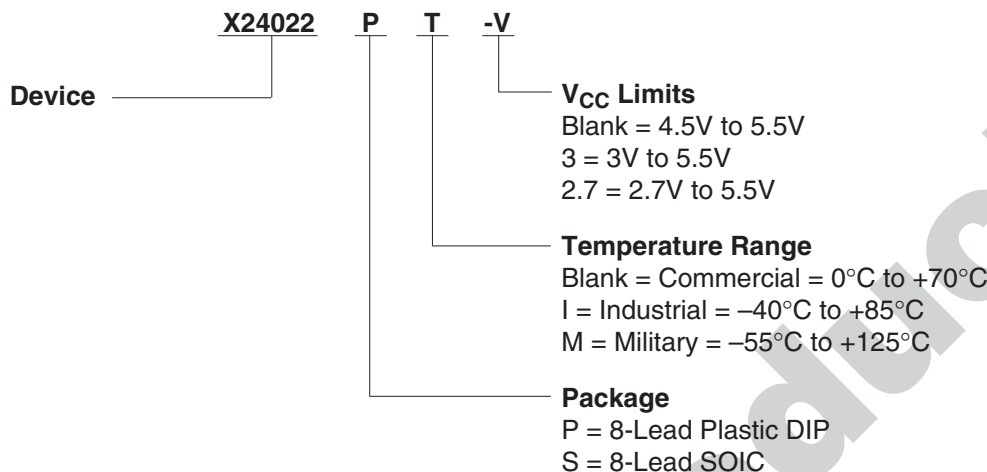 X24022 P T -V
Device
VCC Limits
Blank = 4.5V to 5.5V
3 = 3V to 5.5V
2.7 = 2.7V to 5.5V
Temperature Range
Blank = Commercial = 0°C to +70°C
I = Industrial = –40°C to +85°C
M = Military = –55°C to +125°C
Package
P = 8-Lead Plastic DIP
S = 8-Lead SOIC